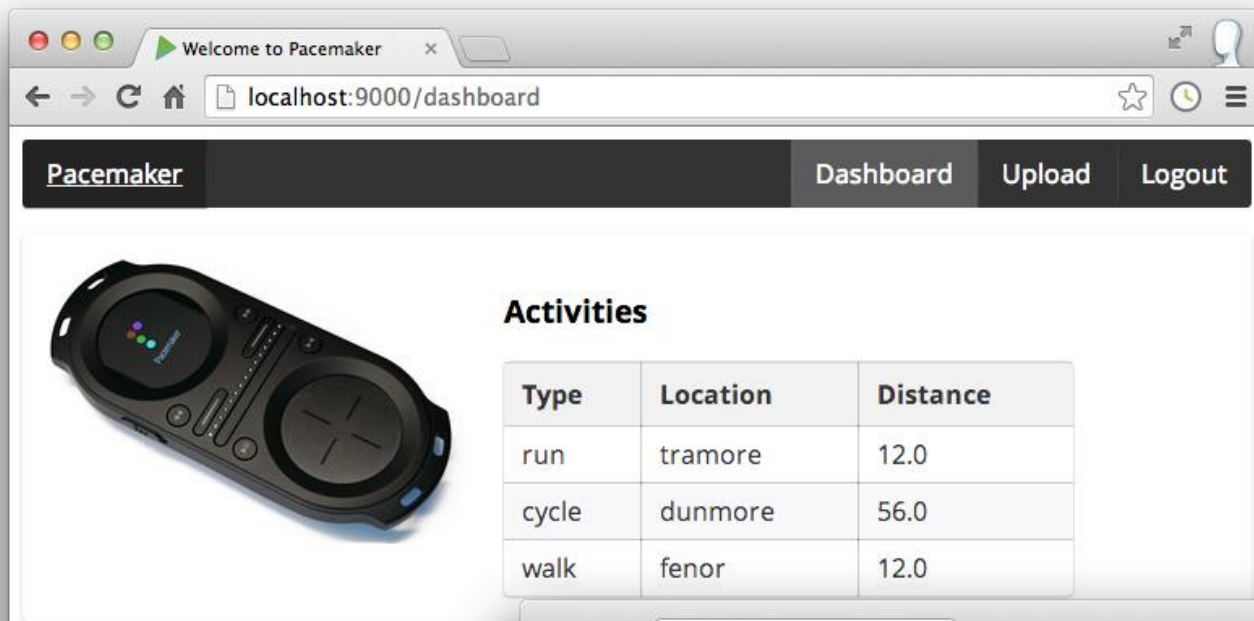 Welcome to Pacemaker
localhost:9000/dashboard
Pacemaker Dashboard Upload Logout
Pacemaker
Activities
Type Location Distance
run tramore 12.0
cycle dunmore 56.0
walk fenor 12.0